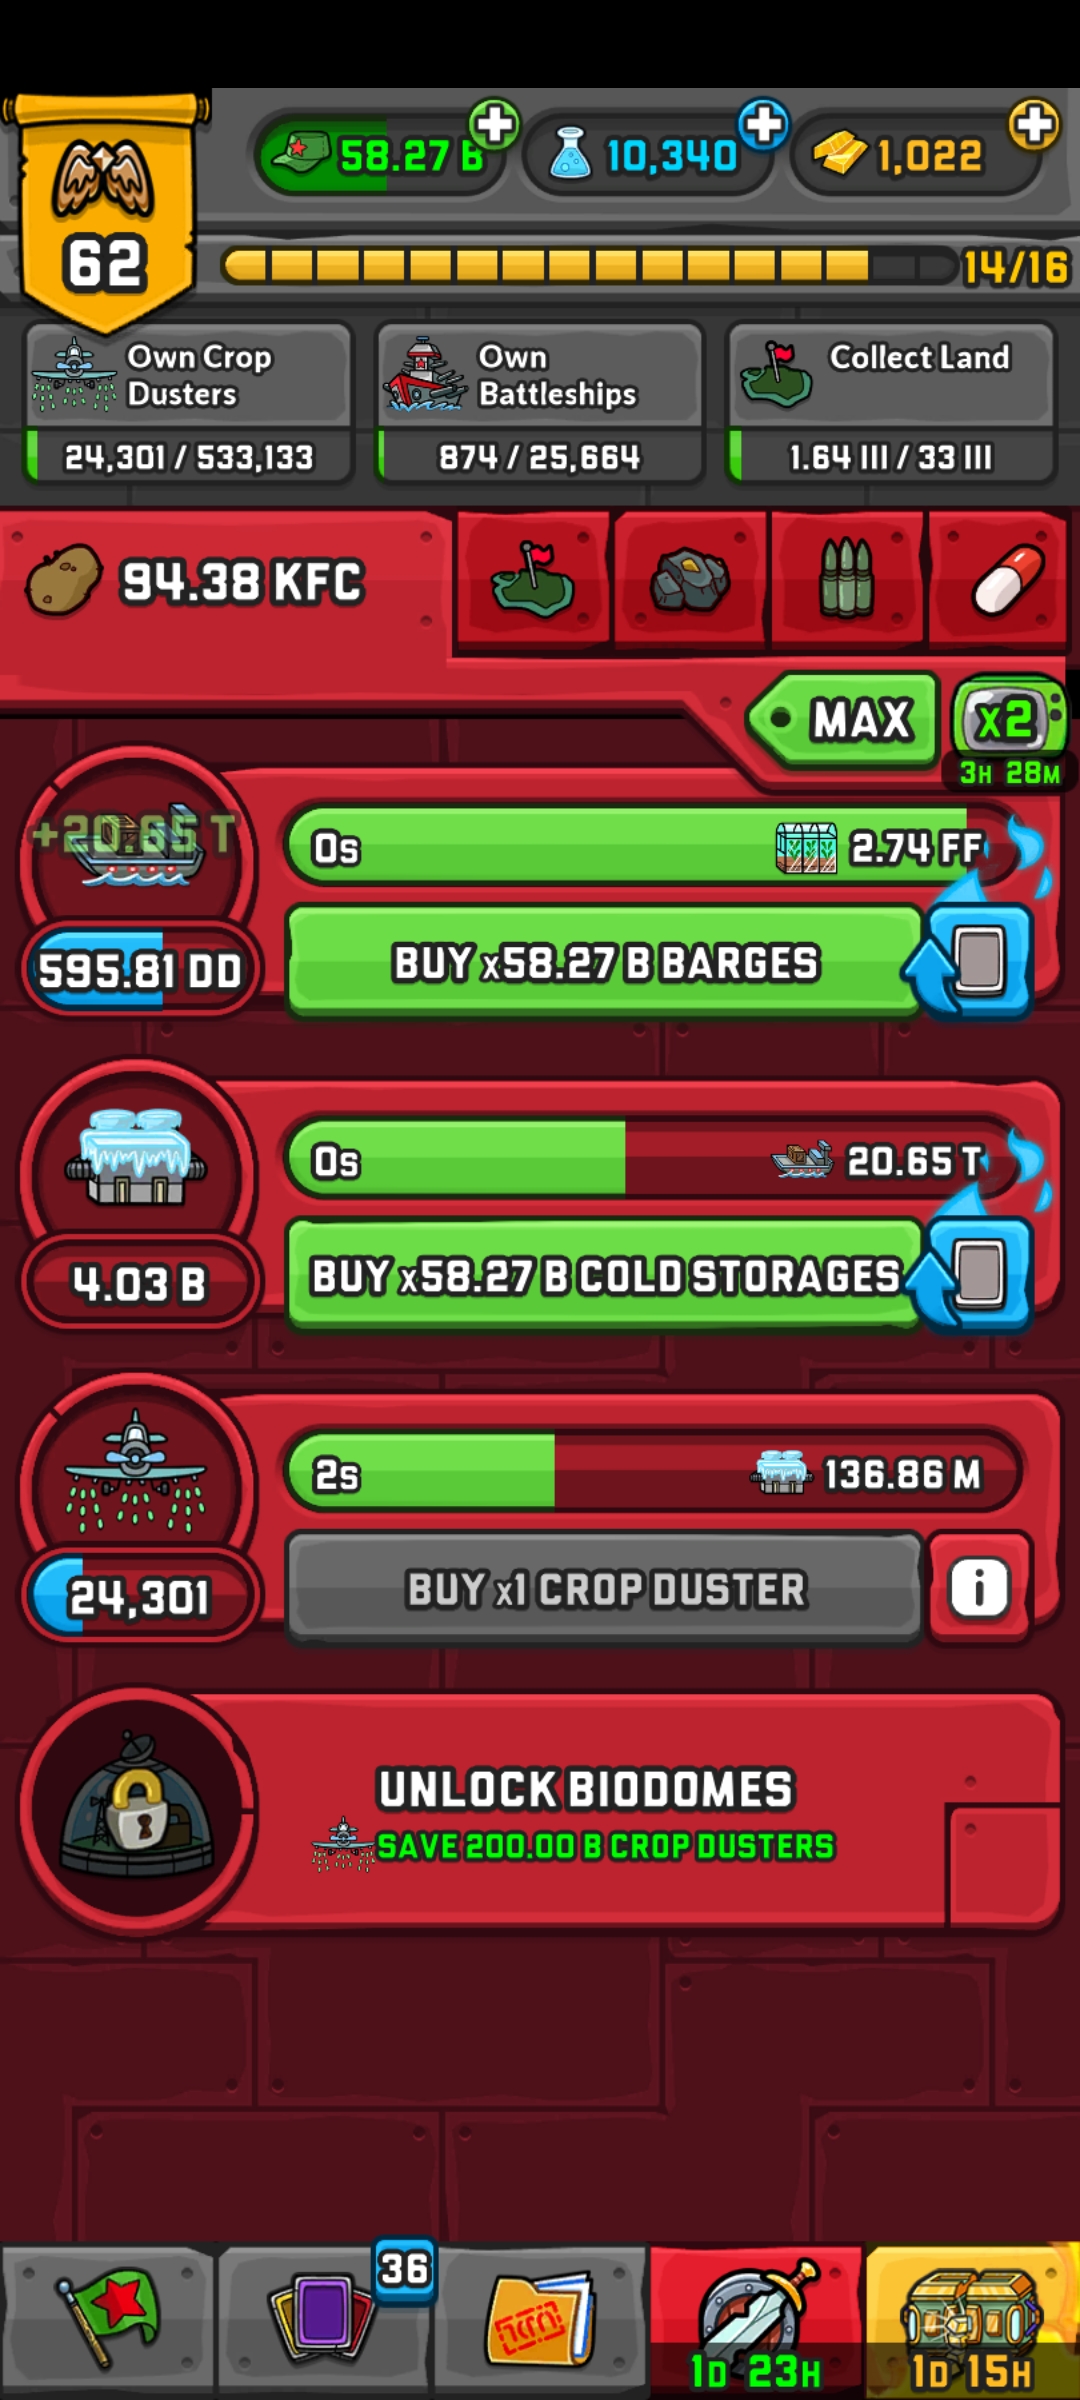 62
58.27 B
10,340
1,022
14/16
Own Crop
Dusters
24,301 / 533,133
Own
Battleships
874 / 25,664
Collect Land
1.64 III / 33 III
94.38 KFC
MAX
x2
3H 28M
+20.65 T
0s
2.74 FF
595.81 DD
BUY x58.27 B BARGES
0s
20.65 T
4.03 B
BUY x58.27 B COLD STORAGES
2s
136.86 M
24,301
BUY x1 CROP DUSTER
i
UNLOCK BIODOMES
SAVE 200.00 B CROP DUSTERS
36
1D 23H
1D 15H